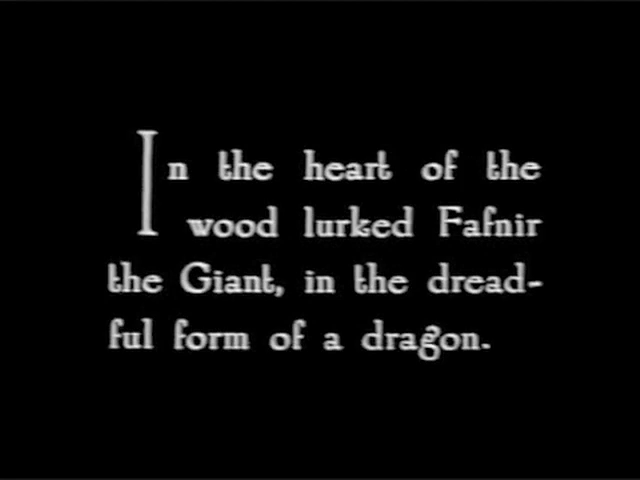 In the heart of the
wood lurked Fafnir
the Giant, in the dread-
ful form of a dragon.